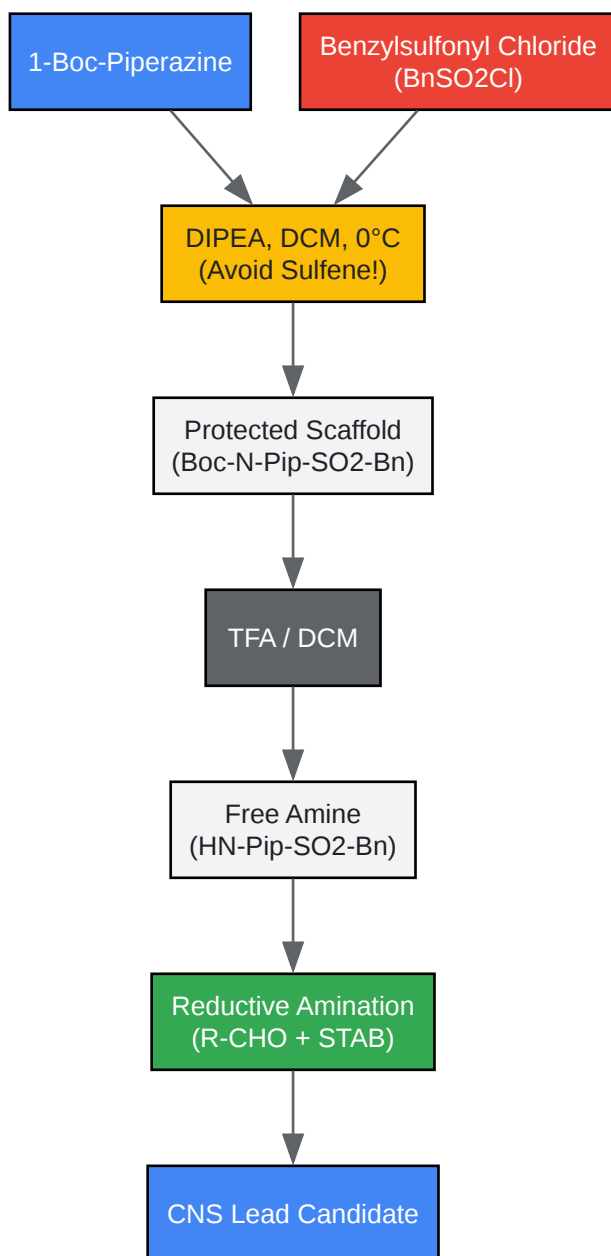 1-Boc-Piperazine
Benzylsulfonyl Chloride
(BnSO2Cl)
DIPEA, DCM, 0°C
(Avoid Sulfene!)
Protected Scaffold
(Boc-N-Pip-SO2-Bn)
TFA / DCM
Free Amine
(HN-Pip-SO2-Bn)
Reductive Amination
(R-CHO + STAB)
CNS Lead Candidate